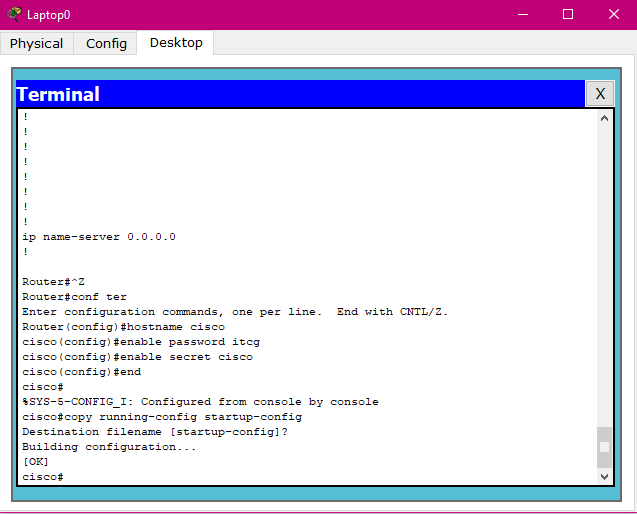 Laptop0
Physical Config Desktop
Terminal X
!
!
!
!
!
!
!
!
ip name-server 0.0.0.0
!
Router#^Z
Router#conf ter
Enter configuration commands, one per line.  End with CNTL/Z.
Router(config)#hostname cisco
cisco(config)#enable password itcg
cisco(config)#enable secret cisco
cisco(config)#end
cisco#
%SYS-5-CONFIG_I: Configured from console by console
cisco#copy running-config startup-config
Destination filename [startup-config]?
Building configuration...
[OK]
cisco#